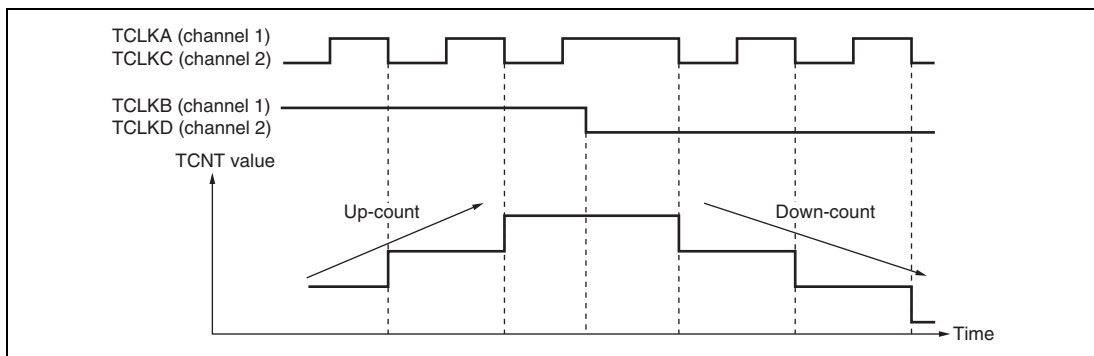 TCLKA (channel 1)
TCLKC (channel 2)
TCLKB (channel 1)
TCLKD (channel 2)
TCNT value
Up-count
Down-count
Time